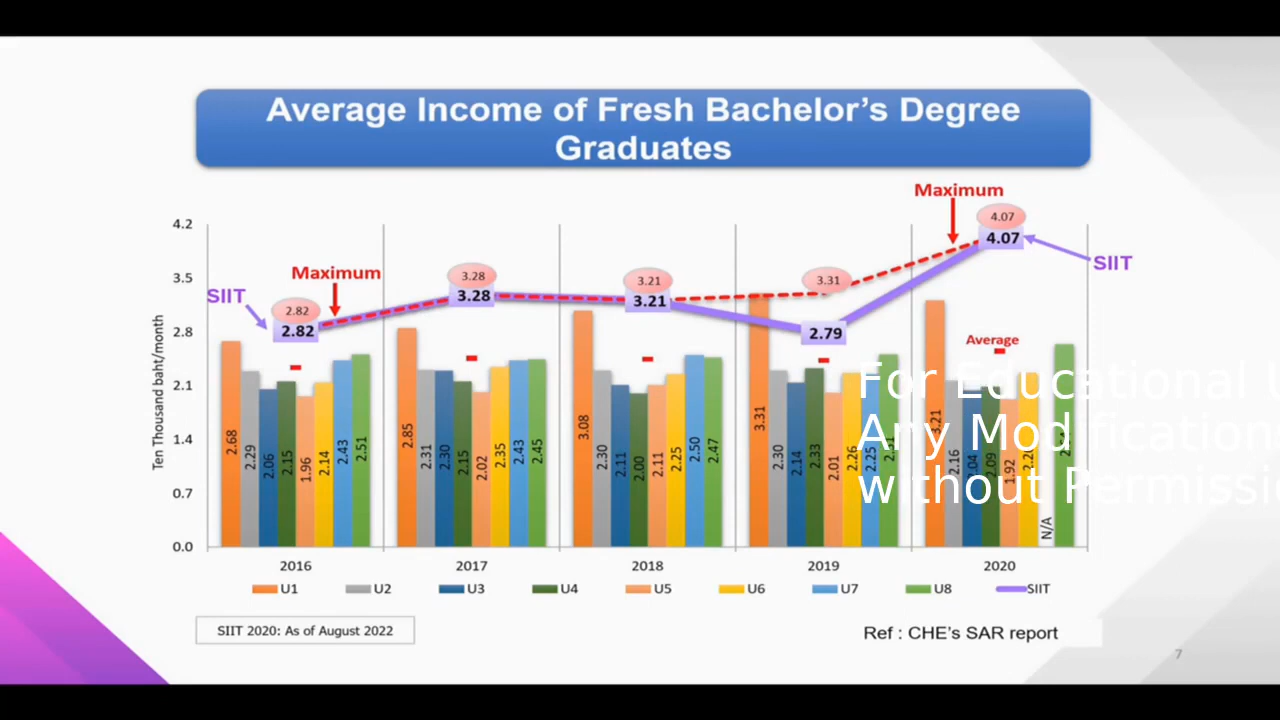 Average Income of Fresh Bachelor's Degree
Graduates
Maximum
4.07
4.2
4.07
SIIT
Maximum
3.28
3.21
3.31
3.5
SIIT
2.82
3.28
3.21
2.82
2.79
2.8
Average
Ten Thousand baht/month
2.1
1.4
0.7
0.0
2.68
2.29
2.06
2.15
1.96
2.14
2.43
2.51
2.85
2.31
2.30
2.15
2.02
2.35
2.43
2.45
3.08
2.30
2.11
2.00
2.11
2.25
2.50
2.47
3.31
2.30
2.14
2.33
2.01
2.26
2.25
3.21
2.16
2.04
2.09
1.92
N/A
For Educational
Any Modification
without
2016
2017
2018
2019
2020
U1
U2
U3
U4
U5
U6
U7
U8
SIIT
SIIT 2020: As of August 2022
Ref : CHE's SAR report
7